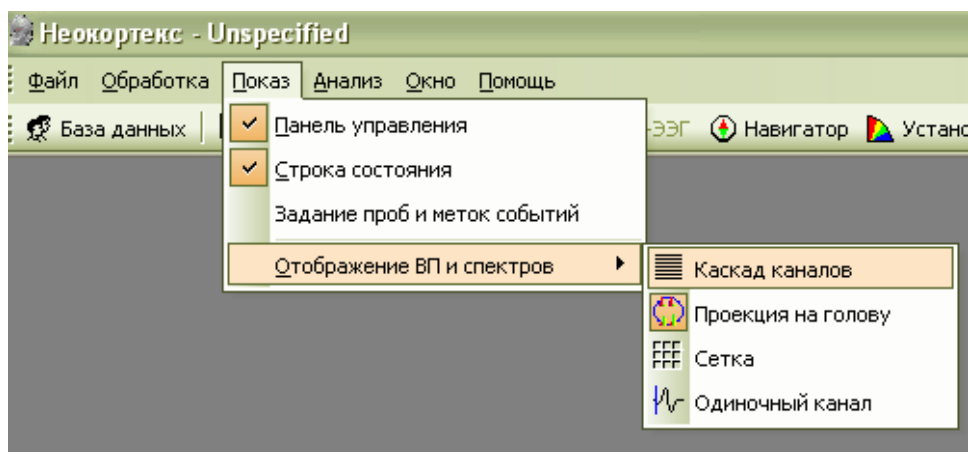 Неокортекс - Unspecified
Файл Обработка Показ Анализ Окно Помощь
База данных -ЭЭГ Навигатор
Панель управления
Строка состояния
Задание проб и меток событий
Отображение ВП и спектров
Каскад каналов
Проекция на голову
Сетка
Одиночный канал